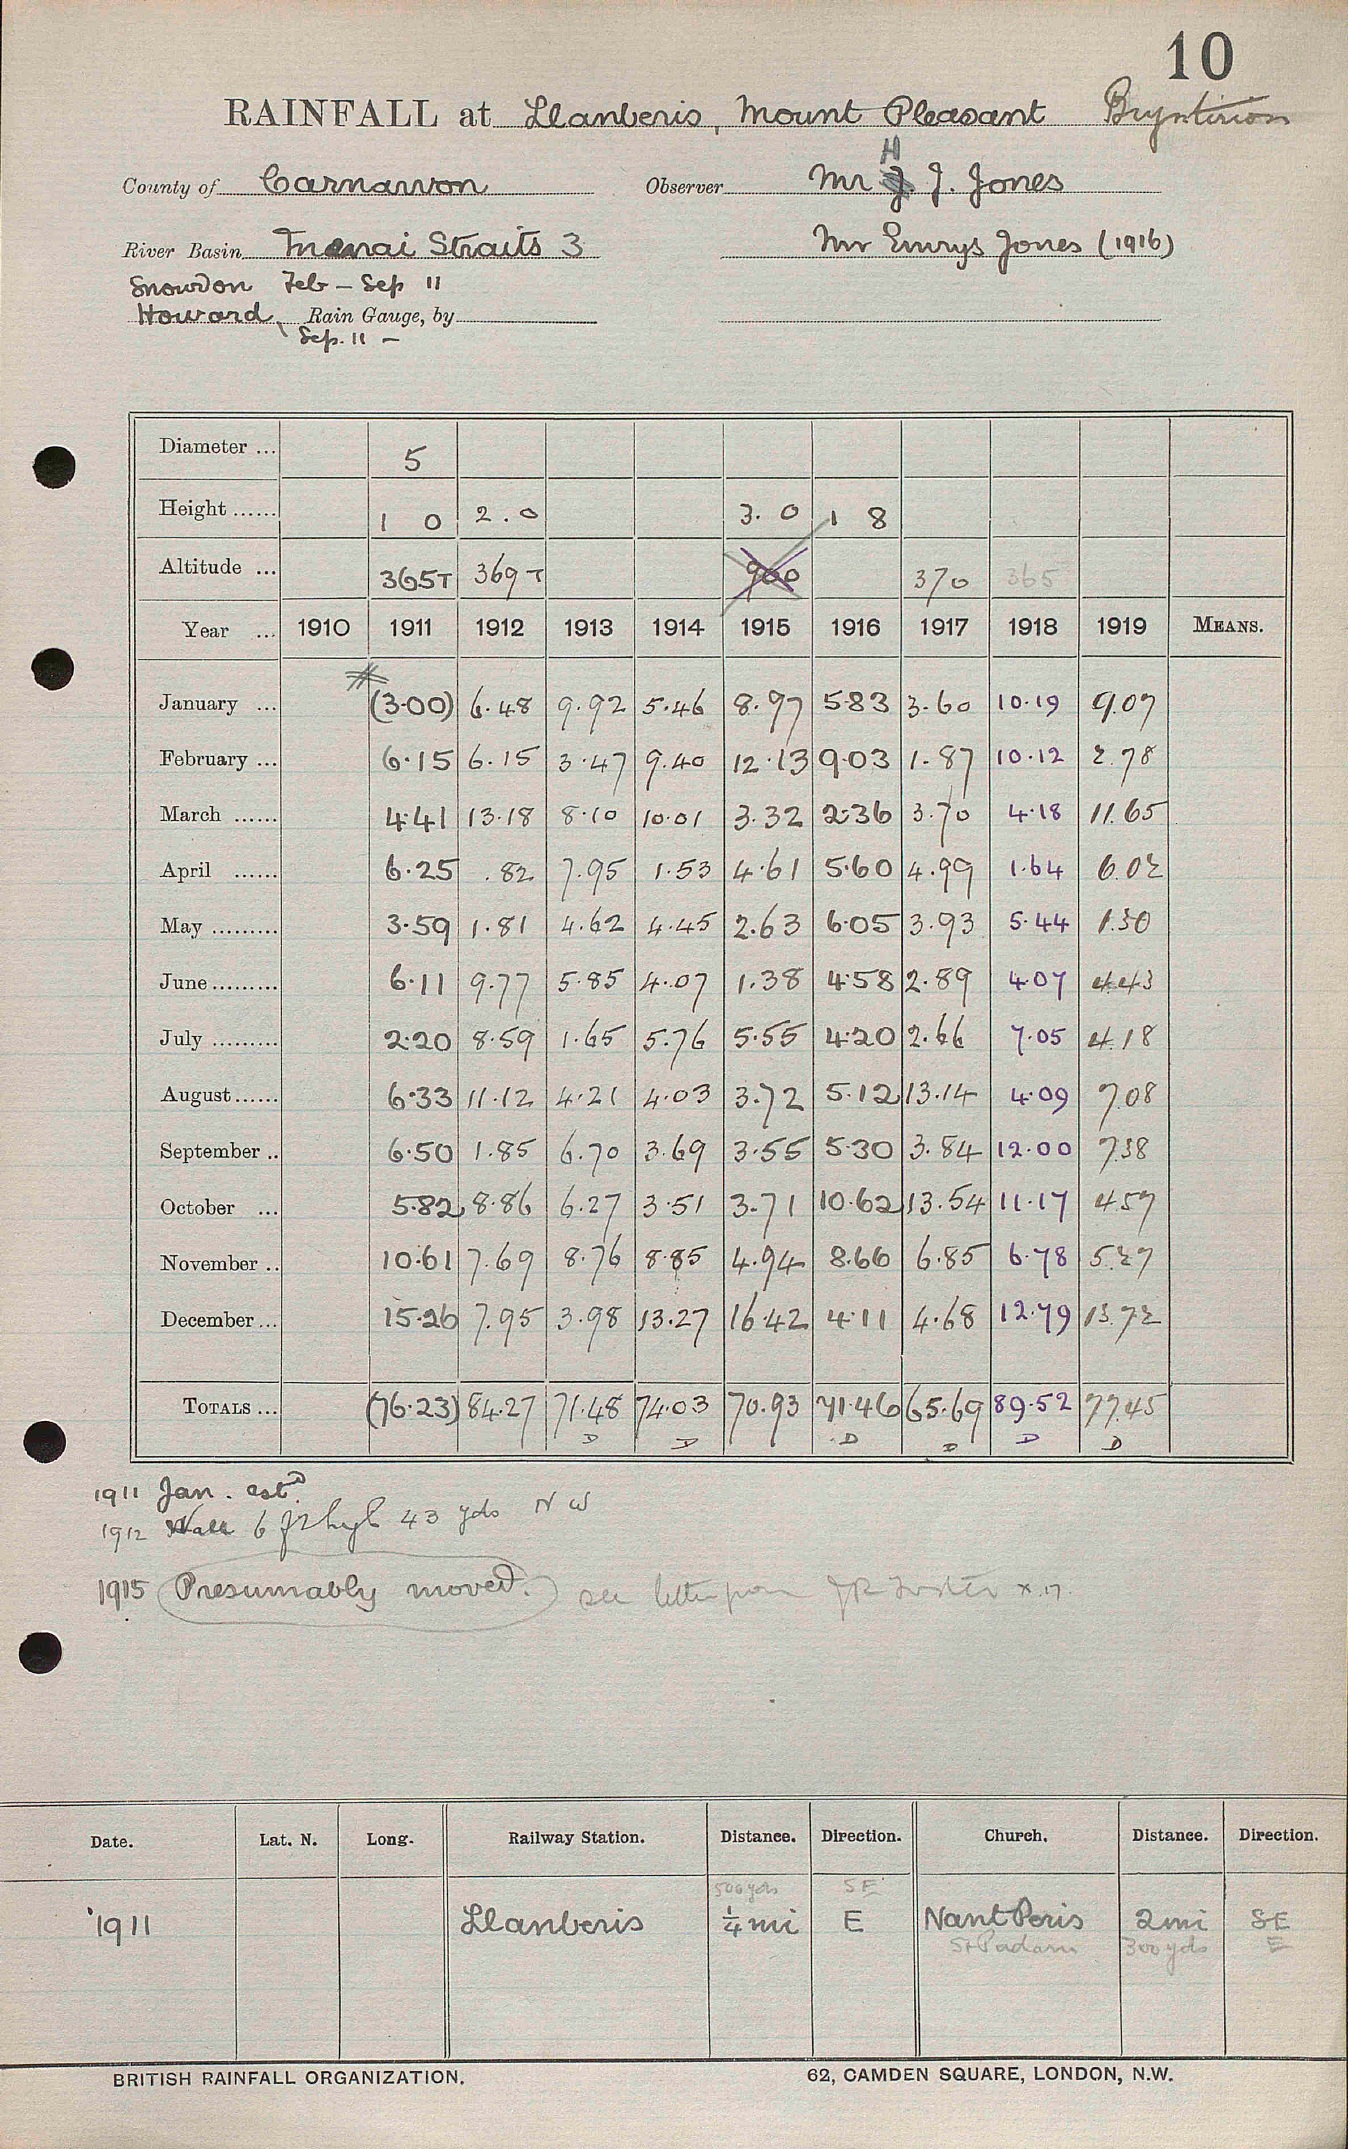 10
RAINFALL at Llanberis, Mount Pleasant Bryntirion
County of Carnarvon Observer Mr H J. Jones
River Basin Menai Straits 3 Mr Emrys Jones (1916)
Snowdon Feb - Sep 11
Howard, Rain Gauge, by
Sep. 11 -
Diameter ... 5
Height ...... 1 0 2.0 3. 0 1 8
Altitude ... 365T 369T 900 370 365
Year ... 1910 1911 1912 1913 1914 1915 1916 1917 1918 1919 MEANS.
January ... (3·00) 6.48 9.92 5.46 8.97 5·83 3.60 10·19 9.07
February ... 6·15 6.15 3.47 9.40 12·13 9·03 1.87 10·12 2.78
March ...... 4·41 13·18 8·10 10·01 3.32 2·36 3.70 4·18 11.65
April ...... 6·25 .82 7.95 1.53 4·61 5·60 4.99 1·64 6.02
May ......... 3·59 1.81 4.62 4.45 2.63 6·05 3.93 5·44 1.30
June ......... 6·11 9.77 5.85 4.07 1.38 4·58 2.89 4·07 4.43
July ......... 2·20 8.59 1.65 5.76 5.55 4·20 2.66 7·05 4.18
August ...... 6·33 11·12 4.21 4.03 3.72 5.12 13.14 4·09 7.08
September .. 6·50 1.85 6.70 3.69 3.55 5·30 3.84 12·00 7.38
October ... 5.82 8.86 6.27 3.51 3.71 10·62 13.54 11·17 4.59
November .. 10·61 7.69 8.76 8.85 4.94 8.66 6.85 6·78 5.27
December ... 15·26 7.95 3.98 13.27 16.42 4·11 4.68 12·79 13.72
TOTALS ... (76·23) 84.27 71.48 74.03 70.93 71·46 65.69 89·52 77.45
D D D D D D
1911 Jan. estd.
1912 Wall 6 ft high 43 yds N W
1915 Presumably moved. see letter from x.17.
Date. Lat. N. Long. Railway Station. Distance. Direction. Church. Distance. Direction.
500 yds SE
1911 Llanberis ¼ mi E Nant Peris 2 mi SE
St Padarn 300 yds E
BRITISH RAINFALL ORGANIZATION. 62, CAMDEN SQUARE, LONDON, N.W.